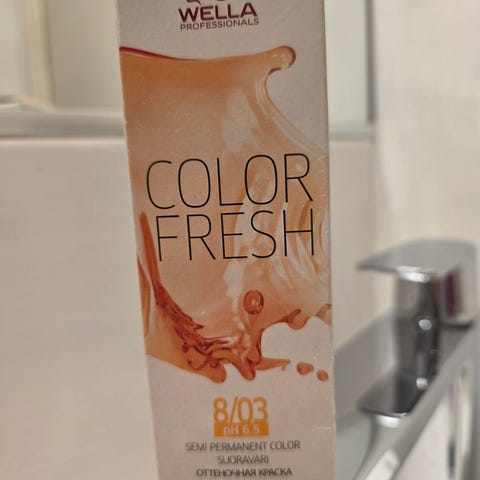 WELLA
PROFESSIONALS
COLOR
FRESH
8/03
pH 6.5
SEMI PERMANENT COLOR
SUORAVÄRI
ОТТЕНОЧНАЯ КРАСКА